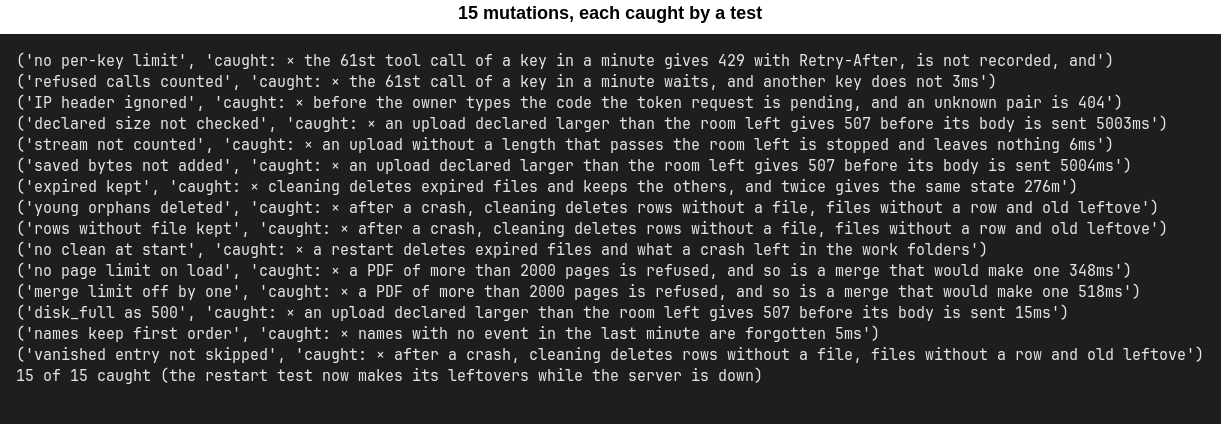 15 mutations, each caught by a test
('no per-key limit', 'caught: × the 61st tool call of a key in a minute gives 429 with Retry-After, is not recorded, and')
('refused calls counted', 'caught: × the 61st call of a key in a minute waits, and another key does not 3ms')
('IP header ignored', 'caught: × before the owner types the code the token request is pending, and an unknown pair is 404')
('declared size not checked', 'caught: × an upload declared larger than the room left gives 507 before its body is sent 5003ms')
('stream not counted', 'caught: × an upload without a length that passes the room left is stopped and leaves nothing 6ms')
('saved bytes not added', 'caught: × an upload declared larger than the room left gives 507 before its body is sent 5004ms')
('expired kept', 'caught: × cleaning deletes expired files and keeps the others, and twice gives the same state 276m')
('young orphans deleted', 'caught: × after a crash, cleaning deletes rows without a file, files without a row and old leftove')
('rows without file kept', 'caught: × after a crash, cleaning deletes rows without a file, files without a row and old leftove')
('no clean at start', 'caught: × a restart deletes expired files and what a crash left in the work folders')
('no page limit on load', 'caught: × a PDF of more than 2000 pages is refused, and so is a merge that would make one 348ms')
('merge limit off by one', 'caught: × a PDF of more than 2000 pages is refused, and so is a merge that would make one 518ms')
('disk_full as 500', 'caught: × an upload declared larger than the room left gives 507 before its body is sent 15ms')
('names keep first order', 'caught: × names with no event in the last minute are forgotten 5ms')
('vanished entry not skipped', 'caught: × after a crash, cleaning deletes rows without a file, files without a row and old leftove')
15 of 15 caught (the restart test now makes its leftovers while the server is down)